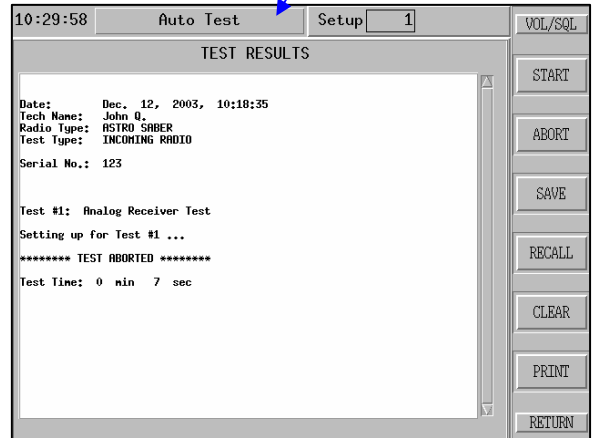 10:29:58 Auto Test Setup 1
VOL/SQL
TEST RESULTS
START
Date: Dec. 12, 2003, 10:18:35
Tech Name: John Q.
Radio Type: ASTRO SABER
Test Type: INCOMING RADIO
ABORT
Serial No.: 123
SAVE
Test #1: Analog Receiver Test
Setting up for Test #1 ...
******** TEST ABORTED ********
RECALL
Test Time: 0 min 7 sec
CLEAR
PRINT
RETURN